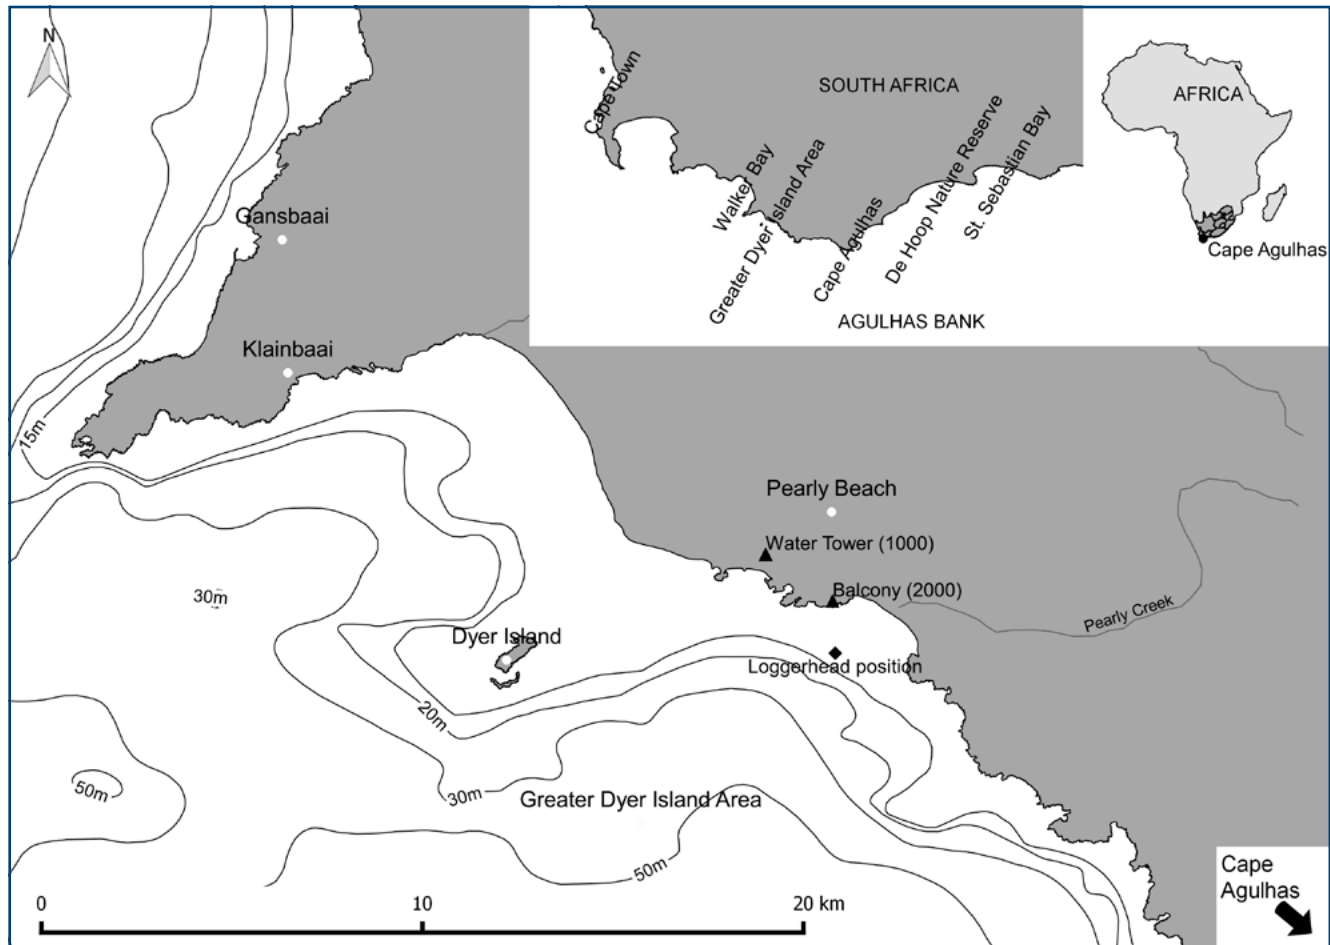 N
Cape Town
SOUTH AFRICA
Walker Bay
Greater Dyer Island Area
Cape Agulhas
De Hoop Nature Reserve
St. Sebastian Bay
AGULHAS BANK
AFRICA
Cape Agulhas
Gansbaai
Klainbaai
15m
Pearly Beach
Water Tower (1000)
Balcony (2000)
Pearly Creek
30m
Dyer Island
Loggerhead position
20m
50m
30m
Greater Dyer Island Area
50m
Cape
Agulhas
0
10
20 km